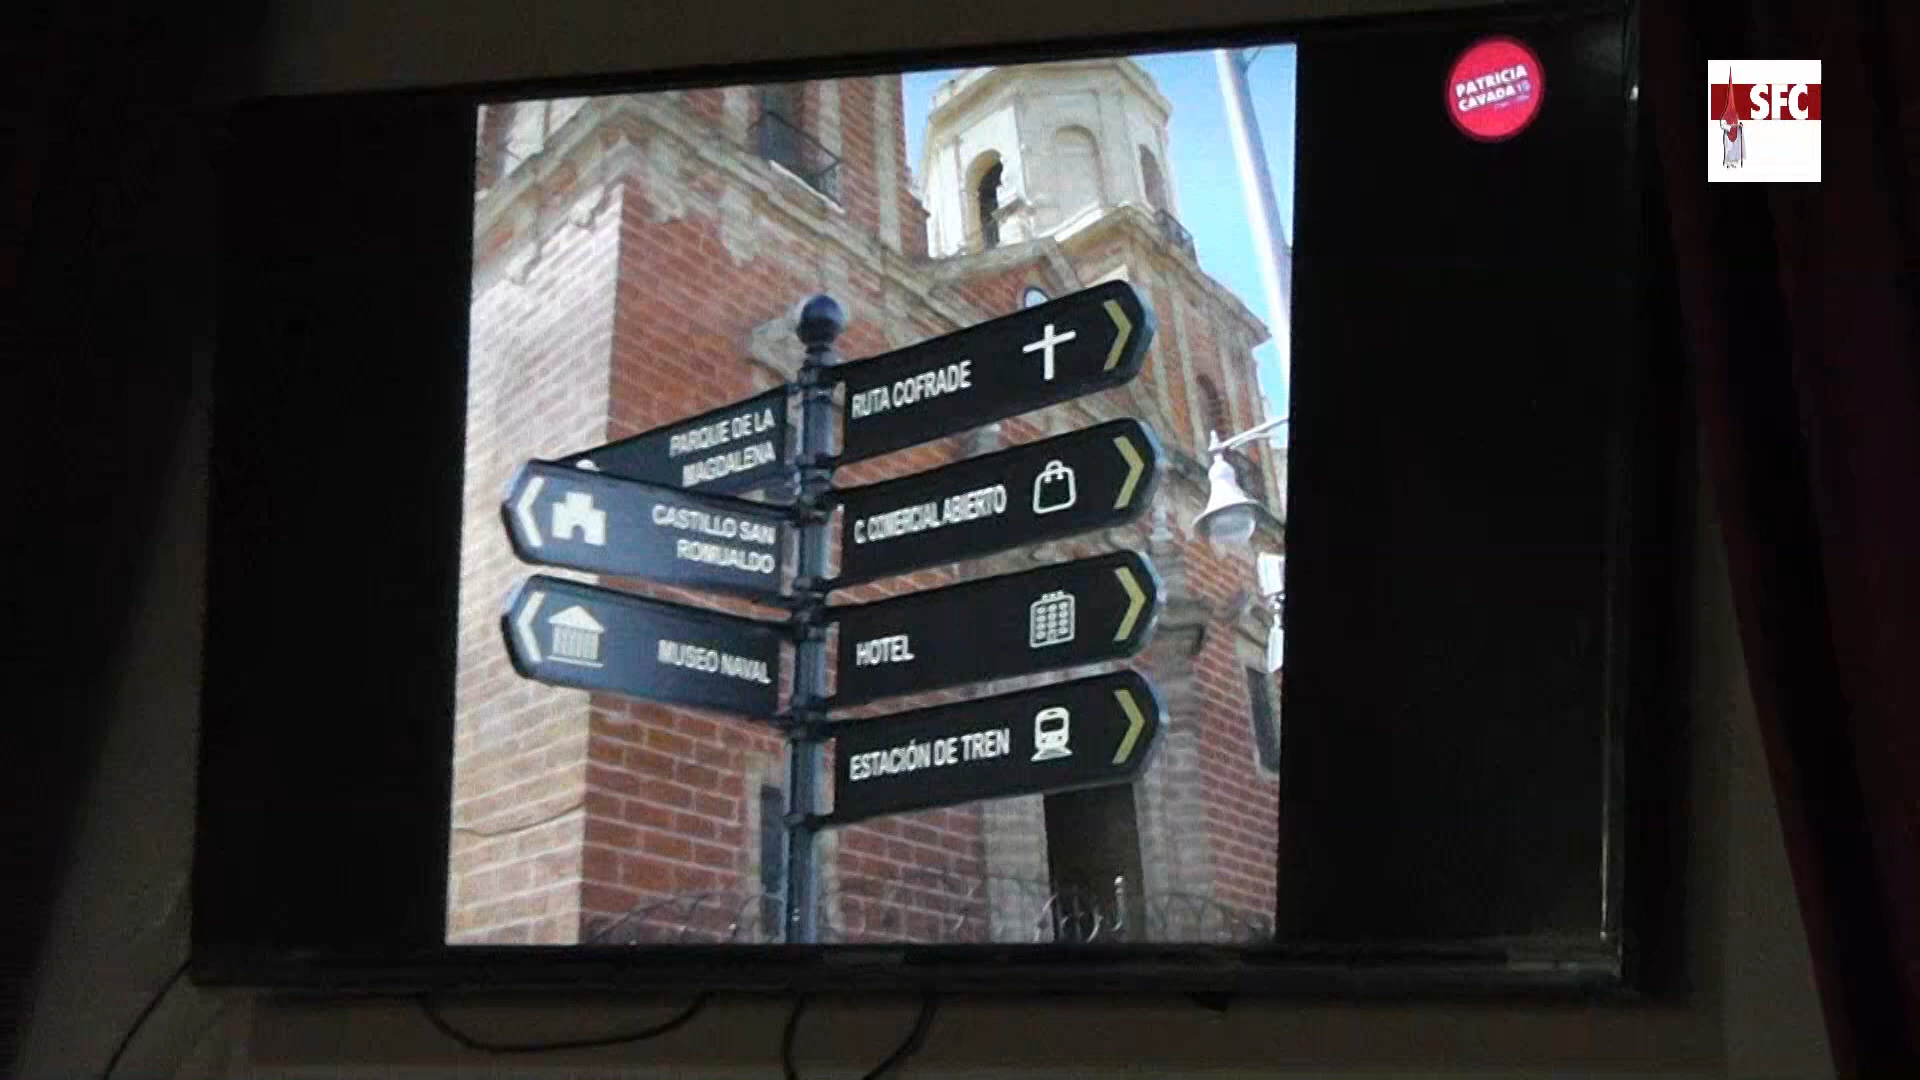 PATRICIA
CAVADA
SFC
RUTA COFRADE
PARQUE DE LA
MAGDALENA
CASTILLO SAN
ROMUALDO
C. COMERCIAL ABIERTO
MUSEO NAVAL
HOTEL
ESTACIÓN DE TREN